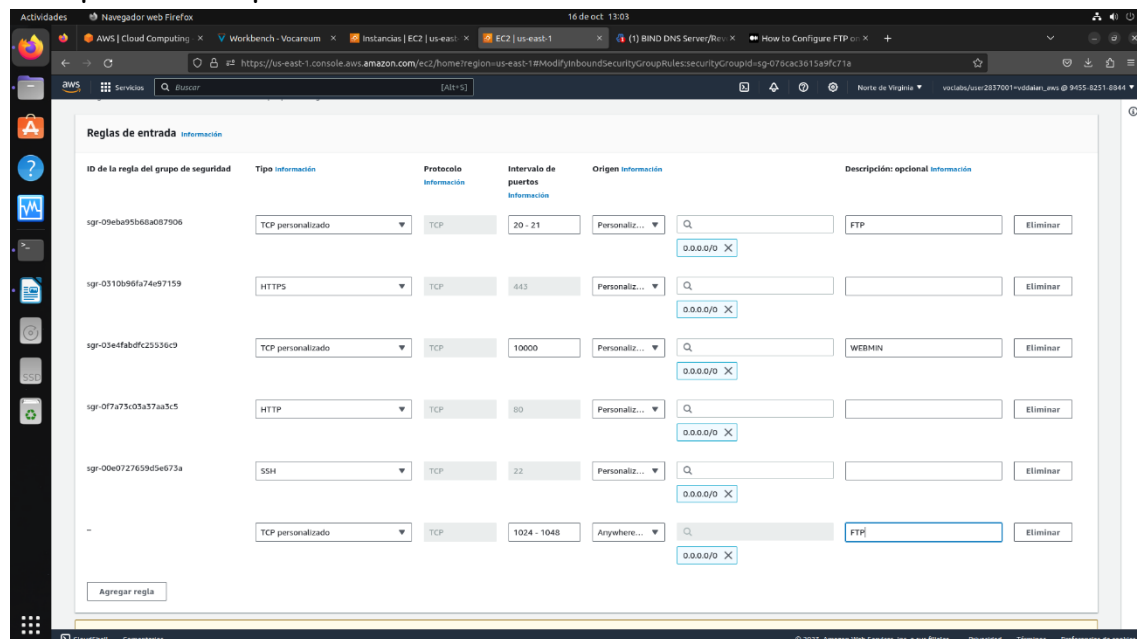 Actividades Navegador web Firefox 16 de oct 13:03
AWS | Cloud Computing Workbench - Vocareum Instancias | EC2 | us-east- EC2 | us-east-1 (1) BIND DNS Server/Rev How to Configure FTP on
https://us-east-1.console.aws.amazon.com/ec2/home?region=us-east-1#ModifyInboundSecurityGroupRules:securityGroupId=sg-076cac3615a9fc71a
aws Servicios Buscar [Alt+S] Norte de Virginia
Reglas de entrada Información
ID de la regla del grupo de seguridad Tipo Información Protocolo Información Intervalo de puertos Información Origen Información Descripción: opcional Información
sgr-09eba95b68a087906 TCP personalizado TCP 20 - 21 Personaliz... FTP Eliminar
0.0.0.0/0
sgr-0310b96fa74e97159 HTTPS TCP 443 Personaliz... Eliminar
0.0.0.0/0
sgr-03e4fabdfc25536c9 TCP personalizado TCP 10000 Personaliz... WEBMIN Eliminar
0.0.0.0/0
sgr-0f7a73c03a37aa3c5 HTTP TCP 80 Personaliz... Eliminar
0.0.0.0/0
sgr-00e0727659d5e673a SSH TCP 22 Personaliz... Eliminar
0.0.0.0/0
– TCP personalizado TCP 1024 - 1048 Anywhere... FTP Eliminar
0.0.0.0/0
Agregar regla
SSD